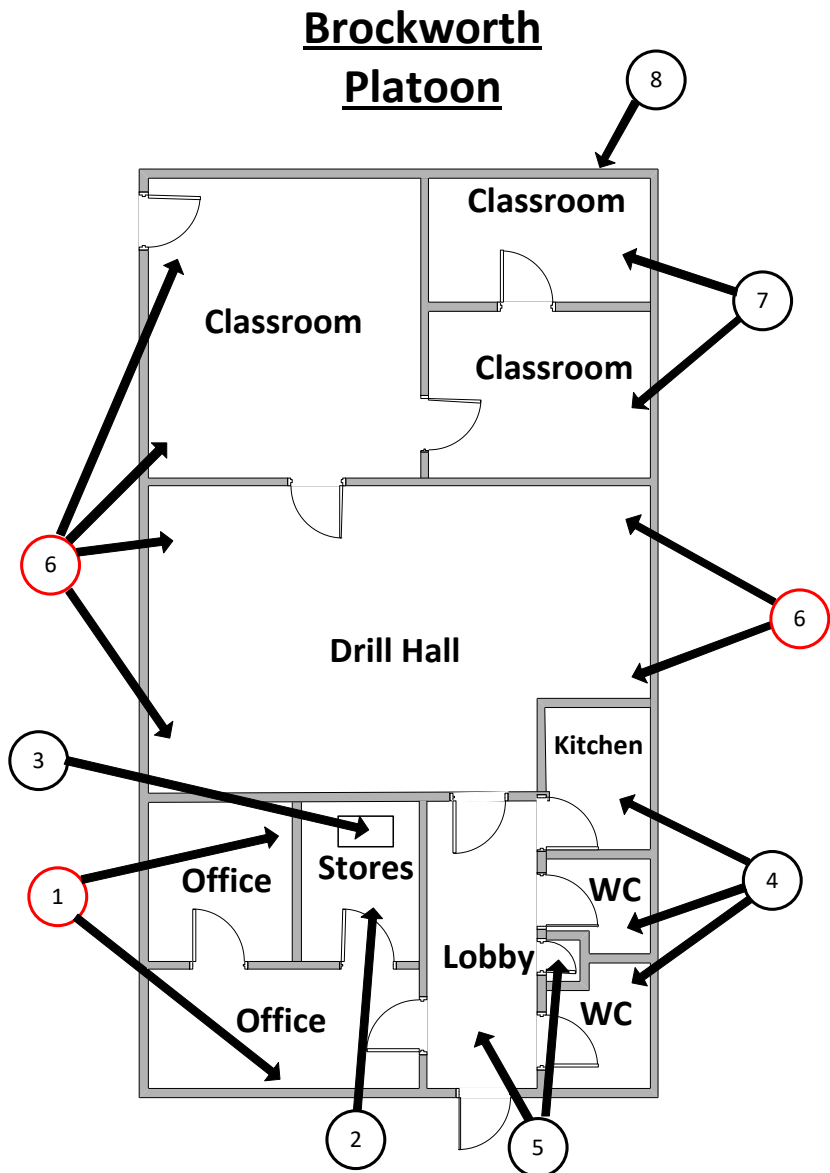 Brockworth
Platoon
8
Classroom
7
Classroom
Classroom
6
6
Drill Hall
Kitchen
3
Stores
4
WC
Office
1
Lobby
WC
Office
2
5